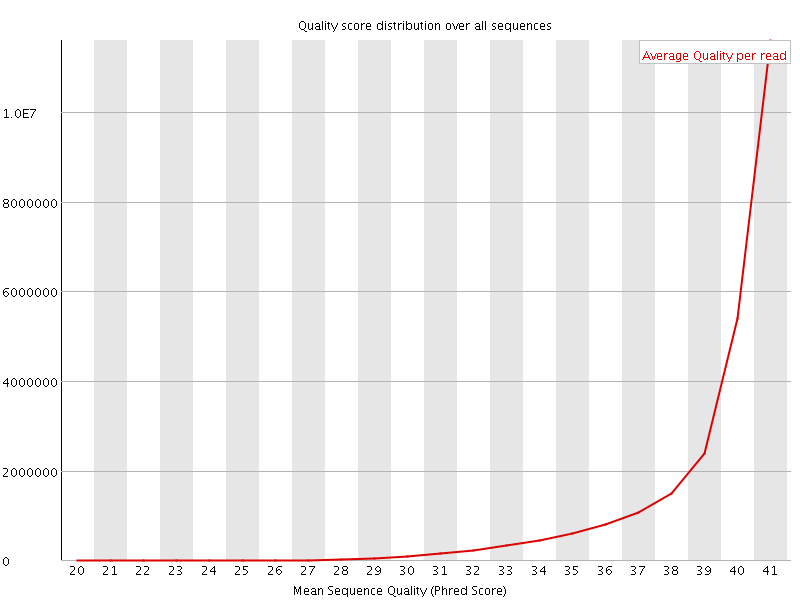 Quality score distribution over all sequences
Average Quality per read
1.0E7
8000000
6000000
4000000
2000000
0
20 21 22 23 24 25 26 27 28 29 30 31 32 33 34 35 36 37 38 39 40 41
Mean Sequence Quality (Phred Score)